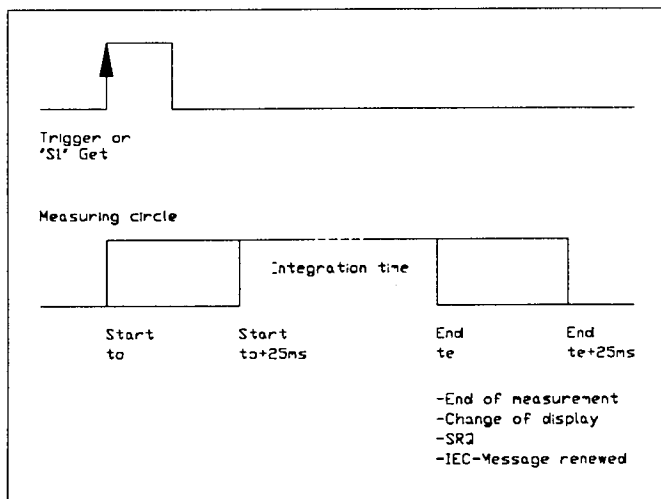 Trigger or
"S1" Get
Measuring circle
Integration time
Start
to
Start
to+25ms
End
te
End
te+25ms
-End of measurement
-Change of display
-SRQ
-IEC-Message renewed